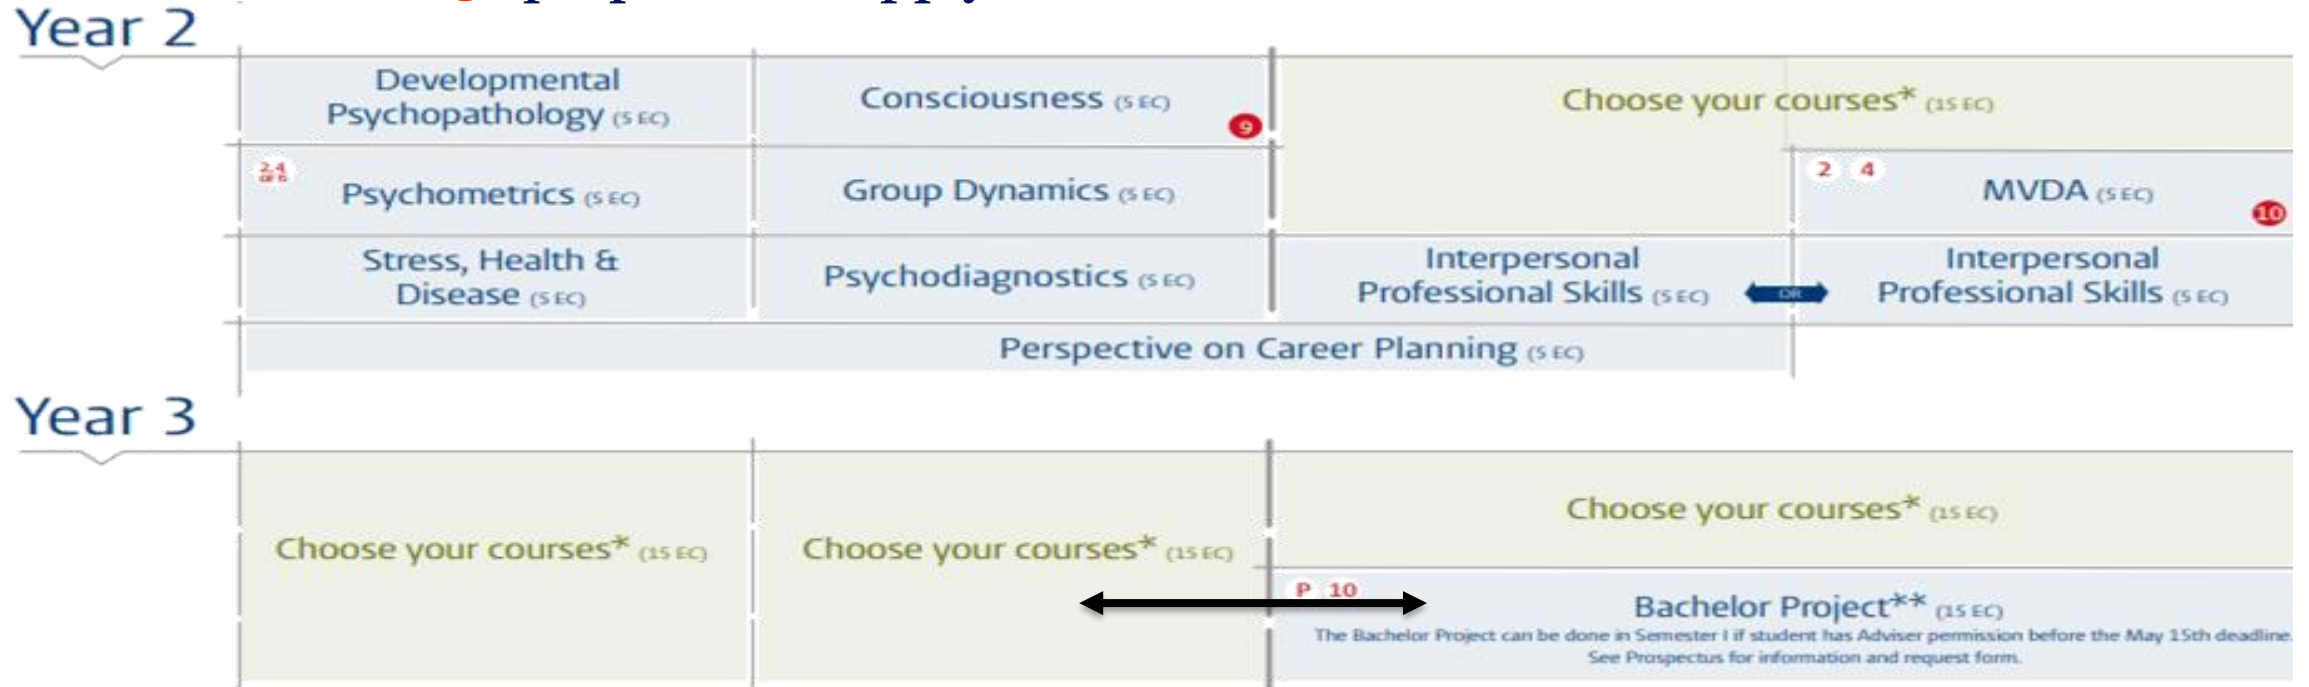 Year 2
Developmental
Psychopathology (5 EC)
Consciousness (5 EC)
9
Choose your courses* (15 EC)
Psychometrics (5 EC)
Group Dynamics (5 EC)
2 4
MVDA (5 EC)
10
Stress, Health &
Disease (5 EC)
Psychodiagnostics (5 EC)
Interpersonal
Professional Skills (5 EC)
OR
Interpersonal
Professional Skills (5 EC)
Perspective on Career Planning (5 EC)
Year 3
Choose your courses* (15 EC)
Choose your courses* (15 EC)
Choose your courses* (15 EC)
P 10
Bachelor Project** (15 EC)
The Bachelor Project can be done in Semester I if student has Adviser permission before the May 15th deadline.
See Prospectus for information and request form.